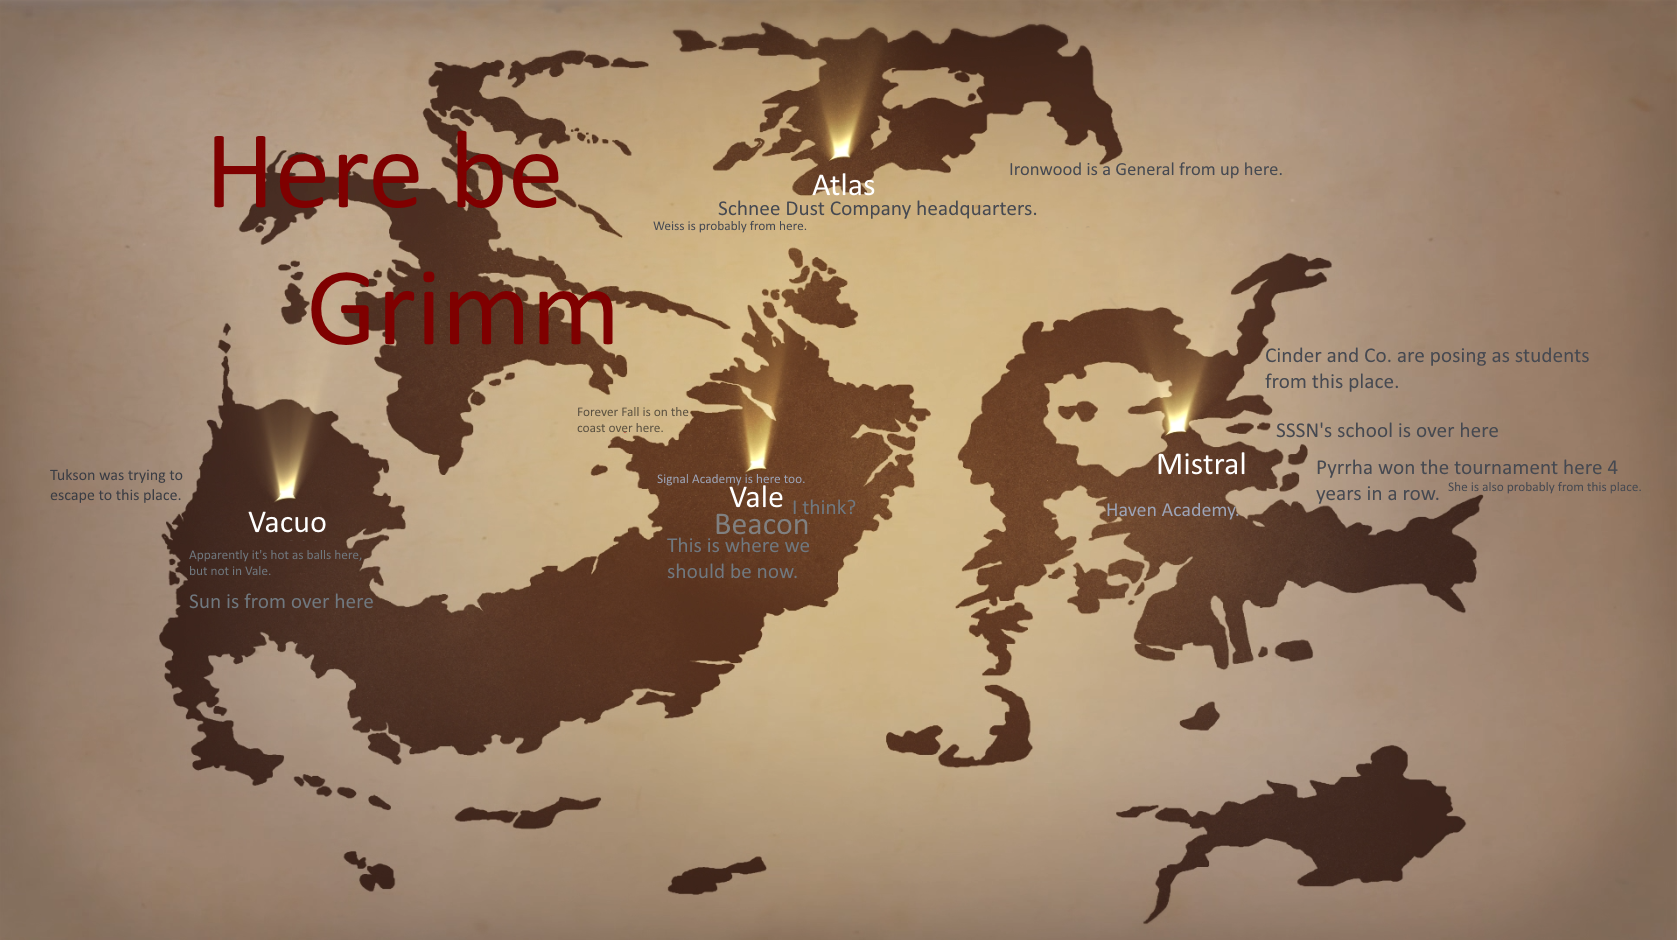 Here be
Grimm
Atlas
Schnee Dust Company headquarters.
Weiss is probably from here.
Ironwood is a General from up here.
Cinder and Co. are posing as students
from this place.
SSSN's school is over here
Mistral
Pyrrha won the tournament here 4
years in a row.
She is also probably from this place.
Haven Academy.
Forever Fall is on the
coast over here.
Signal Academy is here too.
Vale
I think?
Beacon
This is where we
should be now.
Tukson was trying to
escape to this place.
Vacuo
Apparently it's hot as balls here,
but not in Vale.
Sun is from over here